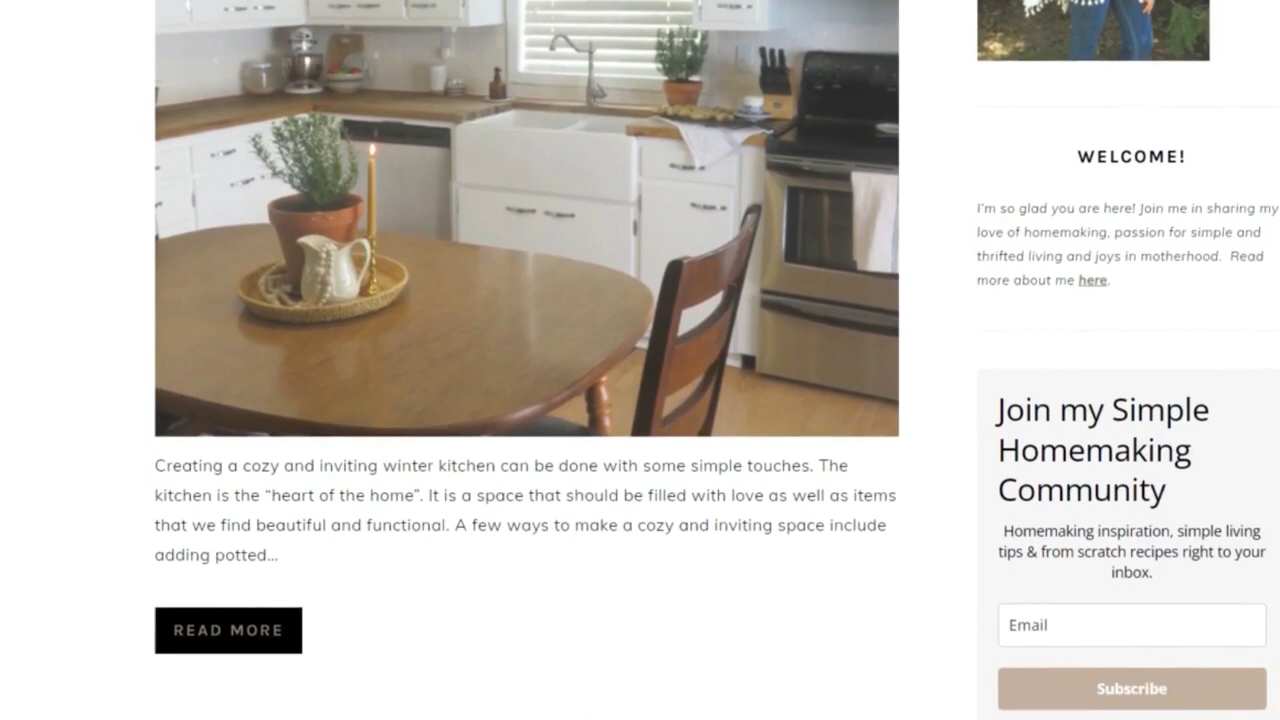 Creating a cozy and inviting winter kitchen can be done with some simple touches. The
kitchen is the “heart of the home”. It is a space that should be filled with love as well as items
that we find beautiful and functional. A few ways to make a cozy and inviting space include
adding potted...
READ MORE
WELCOME!
I'm so glad you are here! Join me in sharing my
love of homemaking, passion for simple and
thrifted living and joys in motherhood. Read
more about me here.
Join my Simple
Homemaking
Community
Homemaking inspiration, simple living
tips & from scratch recipes right to your
inbox.
Email
Subscribe